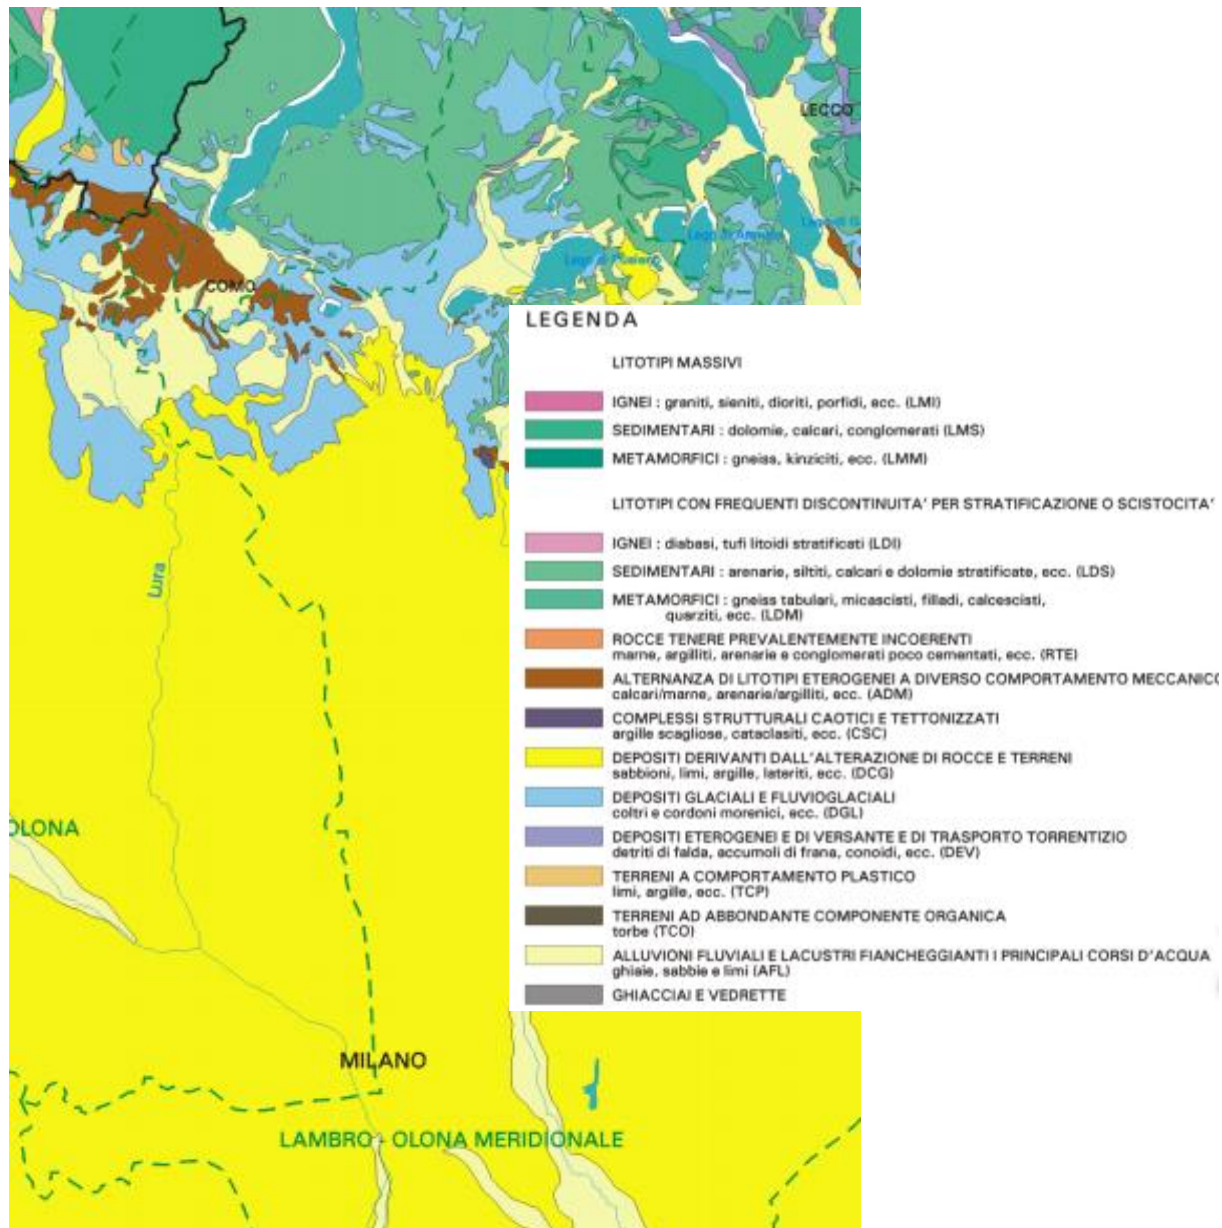 LECCO
Lago di Annone
Lago di Pusiano
COMO
LEGENDA
LITOTIPI MASSIVI
IGNEI : graniti, sieniti, dioriti, porfidi, ecc. (LMI)
SEDIMENTARI : dolomie, calcari, conglomerati (LMS)
METAMORFICI : gneiss, kinziciti, ecc. (LMM)
LITOTIPI CON FREQUENTI DISCONTINUITA' PER STRATIFICAZIONE O SCISTOCITA'
IGNEI : diabasi, tufi litoidi stratificati (LDI)
SEDIMENTARI : arenarie, siltiti, calcari e dolomie stratificate, ecc. (LDS)
METAMORFICI : gneiss tabulari, micascisti, filladi, calcescisti,
quarziti, ecc. (LDM)
ROCCE TENERE PREVALENTEMENTE INCOERENTI
marne, argilliti, arenarie e conglomerati poco cementati, ecc. (RTE)
ALTERNANZA DI LITOTIPI ETEROGENEI A DIVERSO COMPORTAMENTO MECCANICO
calcari/marne, arenarie/argilliti, ecc. (ADM)
COMPLESSI STRUTTURALI CAOTICI E TETTONIZZATI
argille scagliose, cataclasiti, ecc. (CSC)
DEPOSITI DERIVANTI DALL'ALTERAZIONE DI ROCCE E TERRENI
sabbioni, limi, argille, lateriti, ecc. (DCG)
DEPOSITI GLACIALI E FLUVIOGLACIALI
coltri e cordoni morenici, ecc. (DGL)
DEPOSITI ETEROGENEI E DI VERSANTE E DI TRASPORTO TORRENTIZIO
detriti di falda, accumoli di frana, conoidi, ecc. (DEV)
TERRENI A COMPORTAMENTO PLASTICO
limi, argille, ecc. (TCP)
TERRENI AD ABBONDANTE COMPONENTE ORGANICA
torbe (TCO)
ALLUVIONI FLUVIALI E LACUSTRI FIANCHEGGIANTI I PRINCIPALI CORSI D'ACQUA
ghiaie, sabbie e limi (AFL)
GHIACCIAI E VEDRETTE
Lura
OLONA
MILANO
LAMBRO - OLONA MERIDIONALE